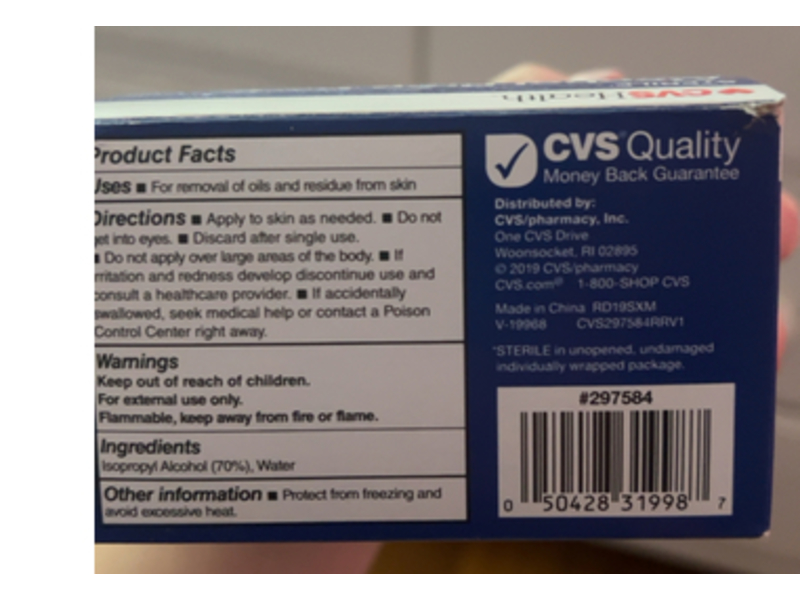 CVS Health
Product Facts
Uses ■ For removal of oils and residue from skin
Directions ■ Apply to skin as needed. ■ Do not
get into eyes. ■ Discard after single use.
■ Do not apply over large areas of the body. ■ If
irritation and redness develop discontinue use and
consult a healthcare provider. ■ If accidentally
swallowed, seek medical help or contact a Poison
Control Center right away.
Warnings
Keep out of reach of children.
For external use only.
Flammable, keep away from fire or flame.
Ingredients
Isopropyl Alcohol (70%), Water
Other information ■ Protect from freezing and
avoid excessive heat.
CVS® Quality
Money Back Guarantee
Distributed by:
CVS/pharmacy, Inc.
One CVS Drive
Woonsocket, RI 02895
© 2019 CVS/pharmacy
CVS.com® 1-800-SHOP CVS
Made in China RD19SXM
V-19968 CVS297584RRV1
*STERILE in unopened, undamaged
individually wrapped package.
#297584
0 50428 31998 7